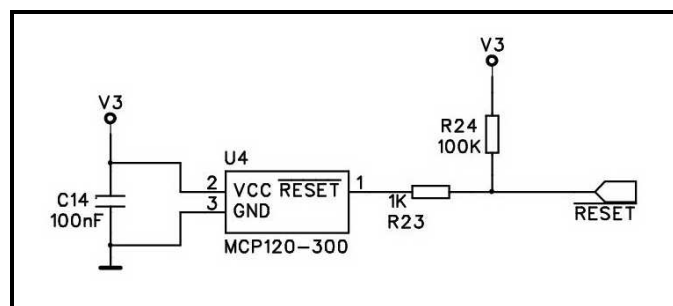 V3
R24
100K
V3
U4
C14
100nF
2 VCC RESET 1
3 GND
1K
R23
RESET
MCP120-300